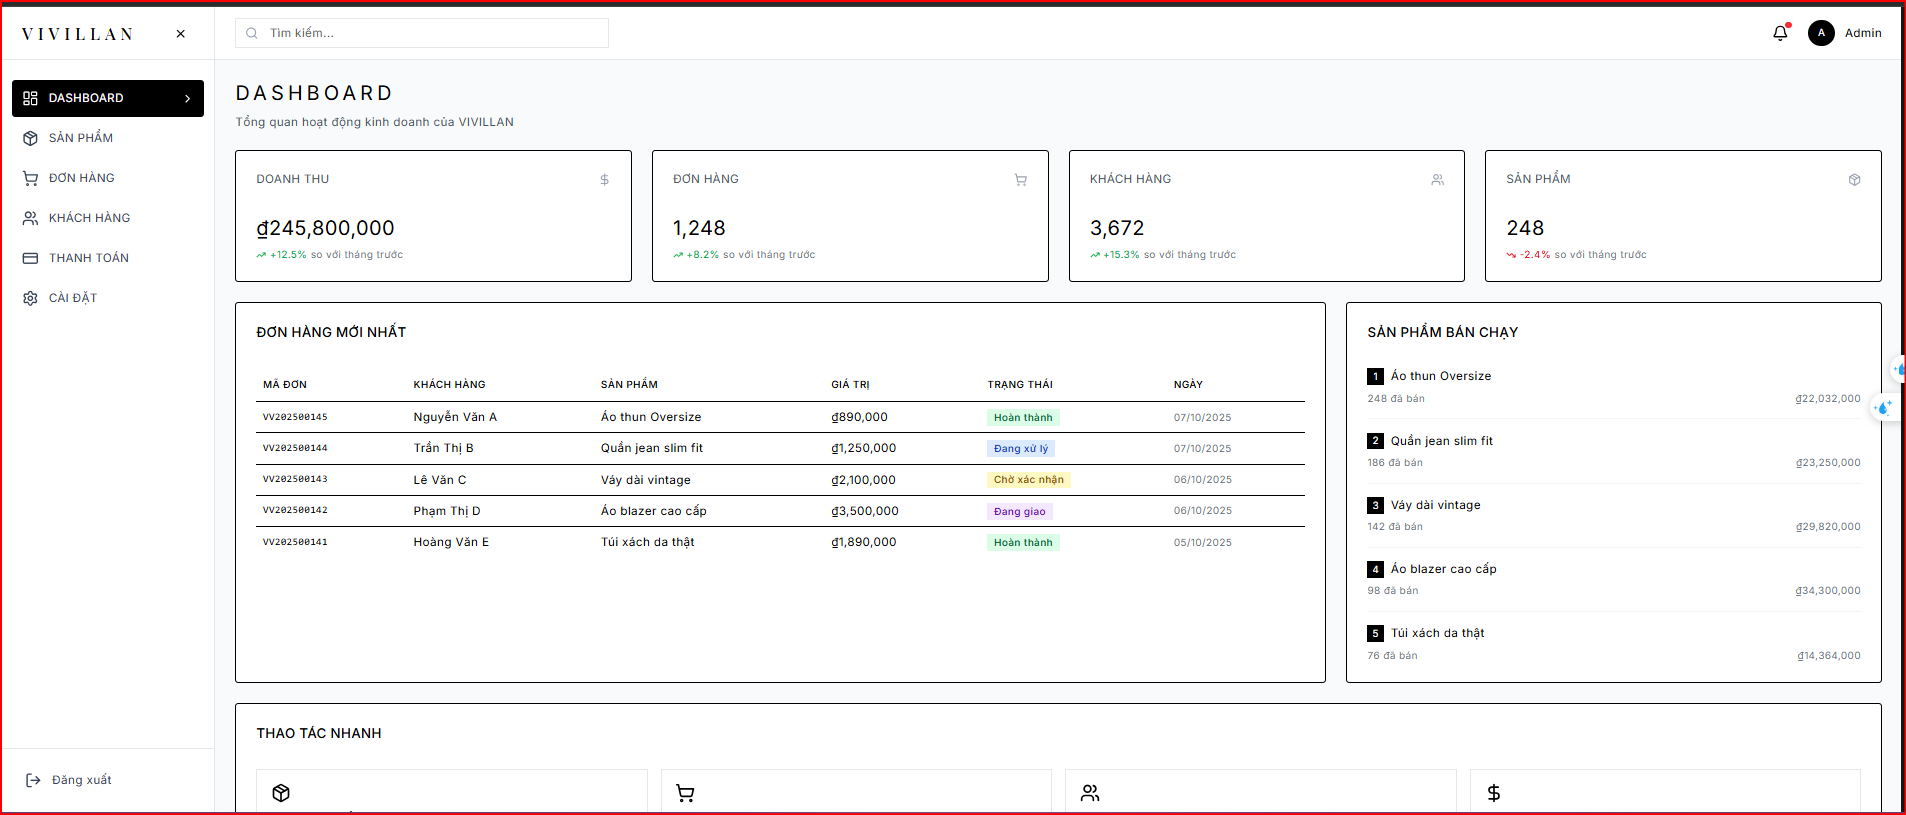 VIVILLAN
Tìm kiếm...
A Admin
DASHBOARD
SẢN PHẨM
ĐƠN HÀNG
KHÁCH HÀNG
THANH TOÁN
CÀI ĐẶT
Đăng xuất
DASHBOARD
Tổng quan hoạt động kinh doanh của VIVILLAN
DOANH THU $
₫245,800,000
+12.5% so với tháng trước
ĐƠN HÀNG
1,248
+8.2% so với tháng trước
KHÁCH HÀNG
3,672
+15.3% so với tháng trước
SẢN PHẨM
248
-2.4% so với tháng trước
ĐƠN HÀNG MỚI NHẤT
MÃ ĐƠN KHÁCH HÀNG SẢN PHẨM GIÁ TRỊ TRẠNG THÁI NGÀY
VV202500145 Nguyễn Văn A Áo thun Oversize ₫890,000 Hoàn thành 07/10/2025
VV202500144 Trần Thị B Quần jean slim fit ₫1,250,000 Đang xử lý 07/10/2025
VV202500143 Lê Văn C Váy dài vintage ₫2,100,000 Chờ xác nhận 06/10/2025
VV202500142 Phạm Thị D Áo blazer cao cấp ₫3,500,000 Đang giao 06/10/2025
VV202500141 Hoàng Văn E Túi xách da thật ₫1,890,000 Hoàn thành 05/10/2025
SẢN PHẨM BÁN CHẠY
1 Áo thun Oversize
248 đã bán ₫22,032,000
2 Quần jean slim fit
186 đã bán ₫23,250,000
3 Váy dài vintage
142 đã bán ₫29,820,000
4 Áo blazer cao cấp
98 đã bán ₫34,300,000
5 Túi xách da thật
76 đã bán ₫14,364,000
THAO TÁC NHANH
$